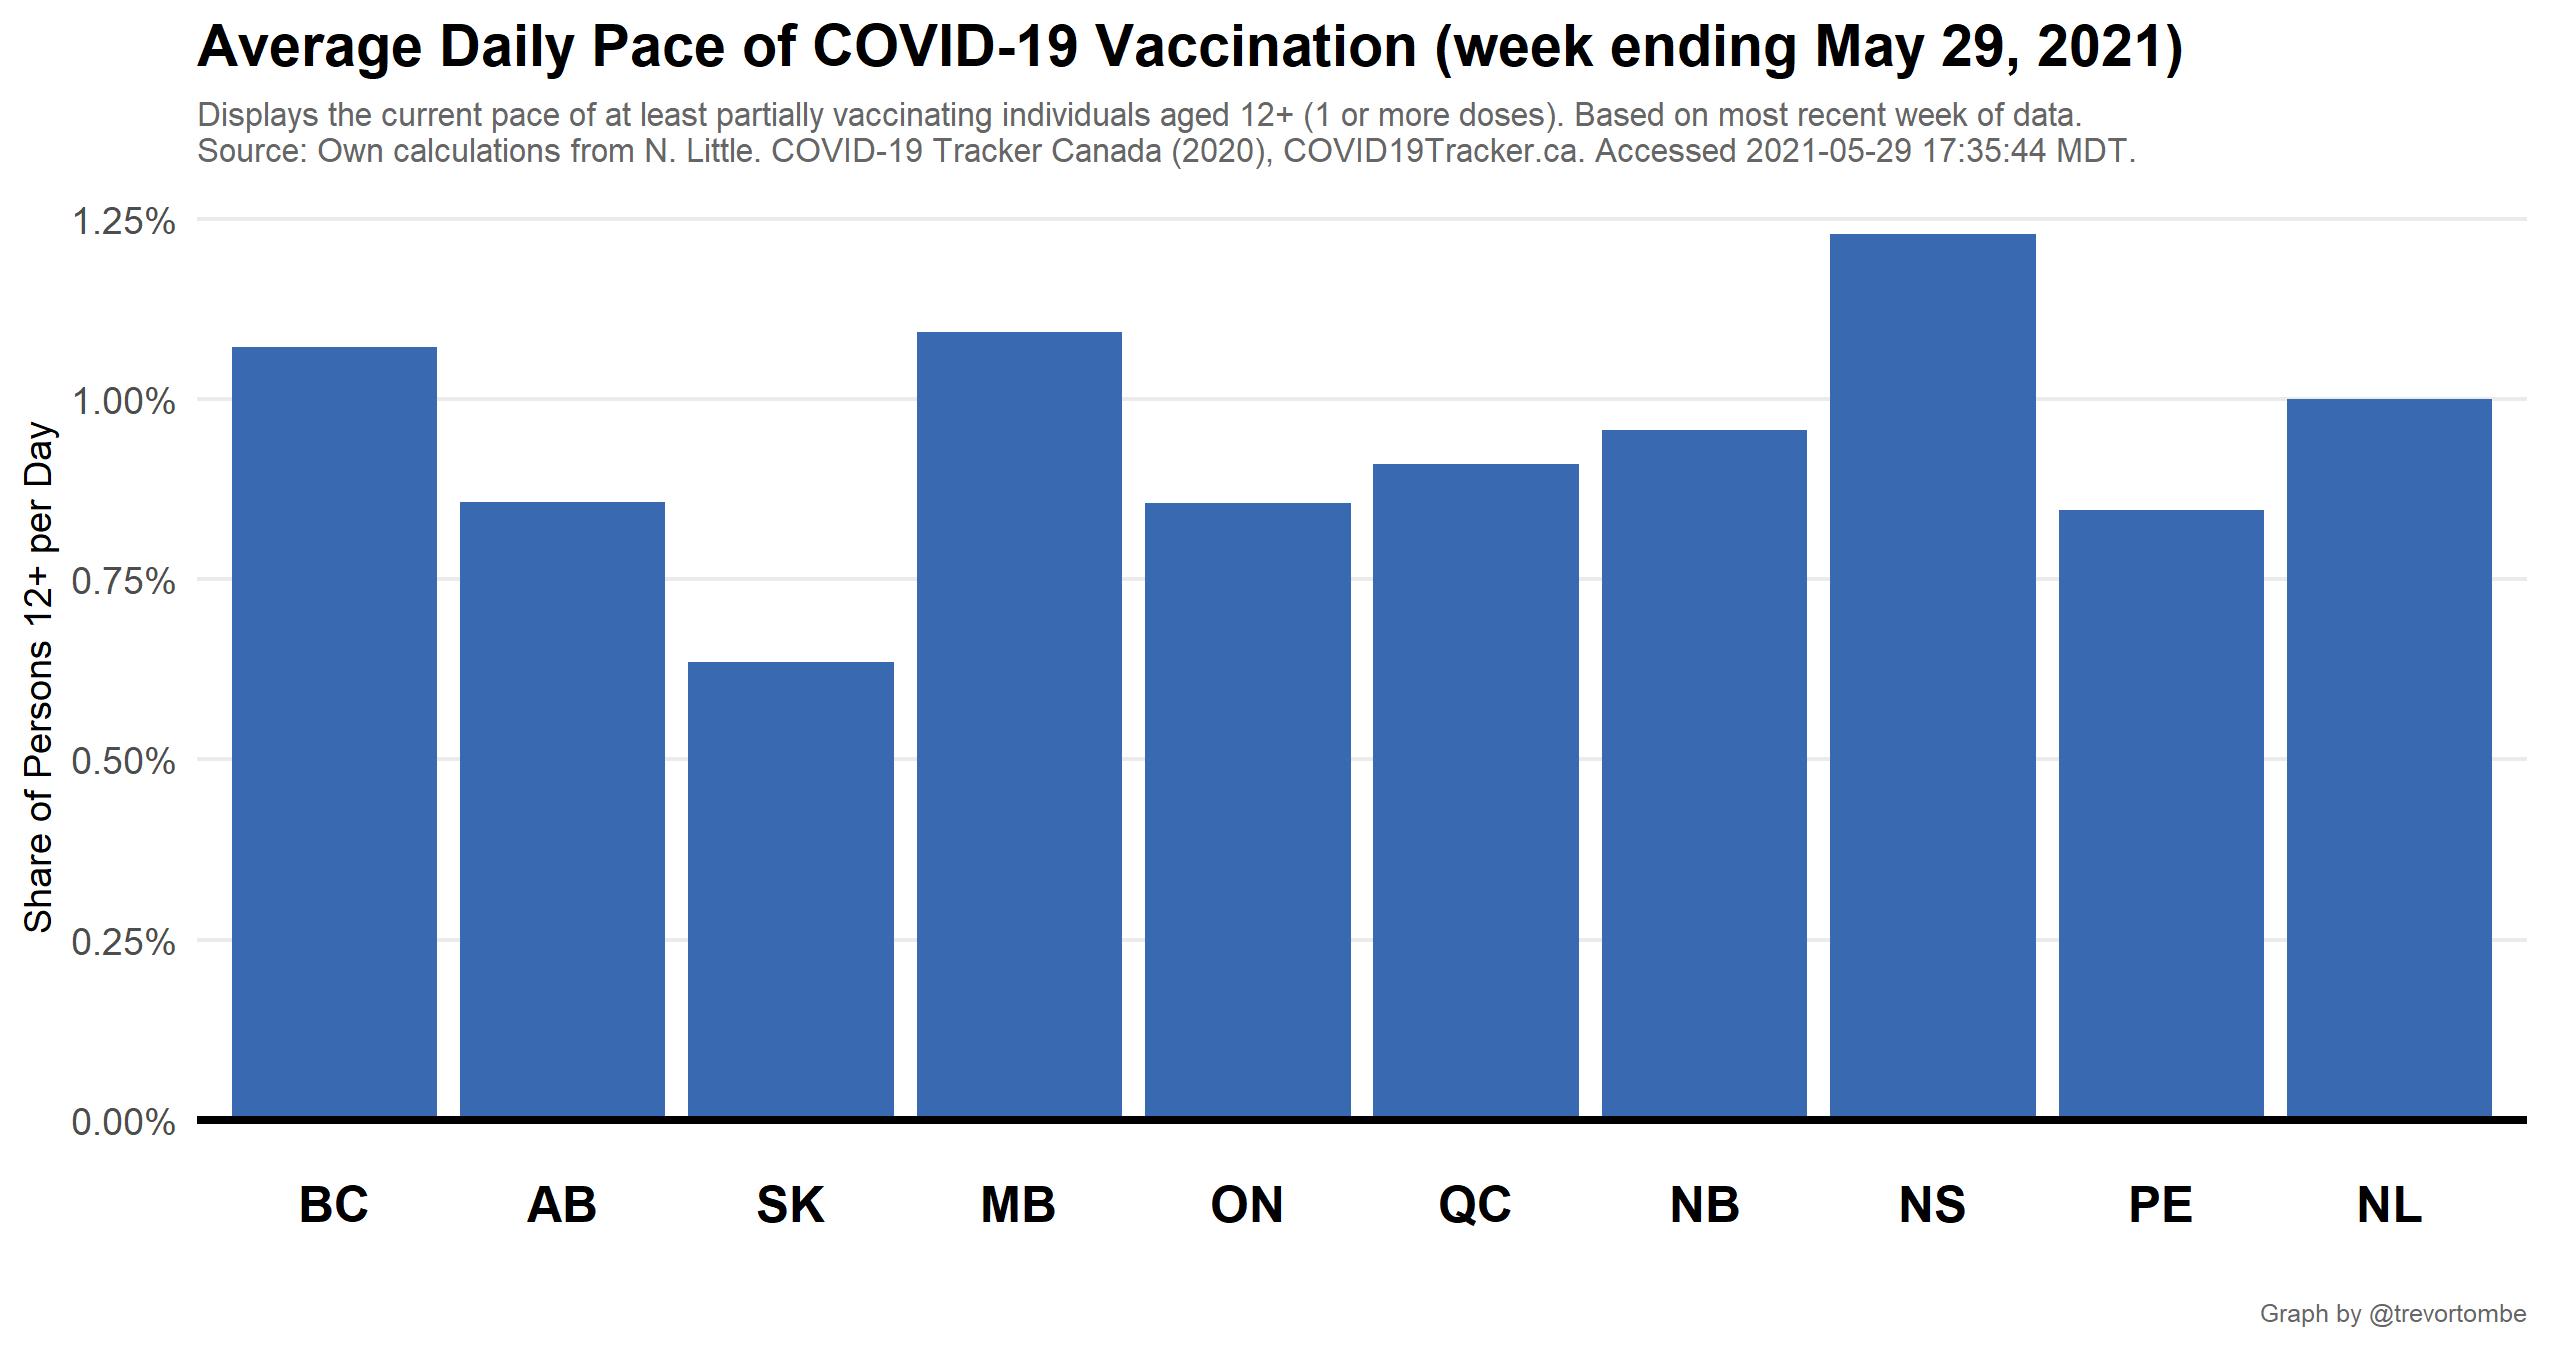 Average Daily Pace of COVID-19 Vaccination (week ending May 29, 2021)
Displays the current pace of at least partially vaccinating individuals aged 12+ (1 or more doses). Based on most recent week of data.
Source: Own calculations from N. Little. COVID-19 Tracker Canada (2020), COVID19Tracker.ca. Accessed 2021-05-29 17:35:44 MDT.
Share of Persons 12+ per Day
1.25%
1.00%
0.75%
0.50%
0.25%
0.00%
BC AB SK MB ON QC NB NS PE NL
Graph by @trevortombe